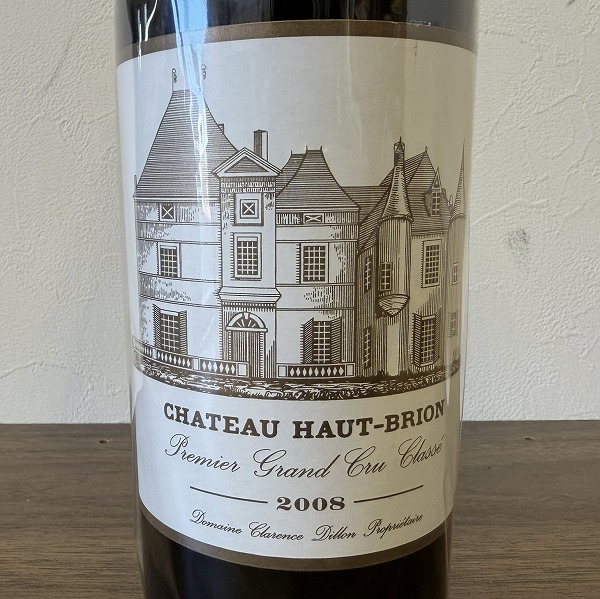 CHATEAU HAUT-BRION
Premier Grand Cru Classé
2008
Domaine Clarence Dillon Propriétaire